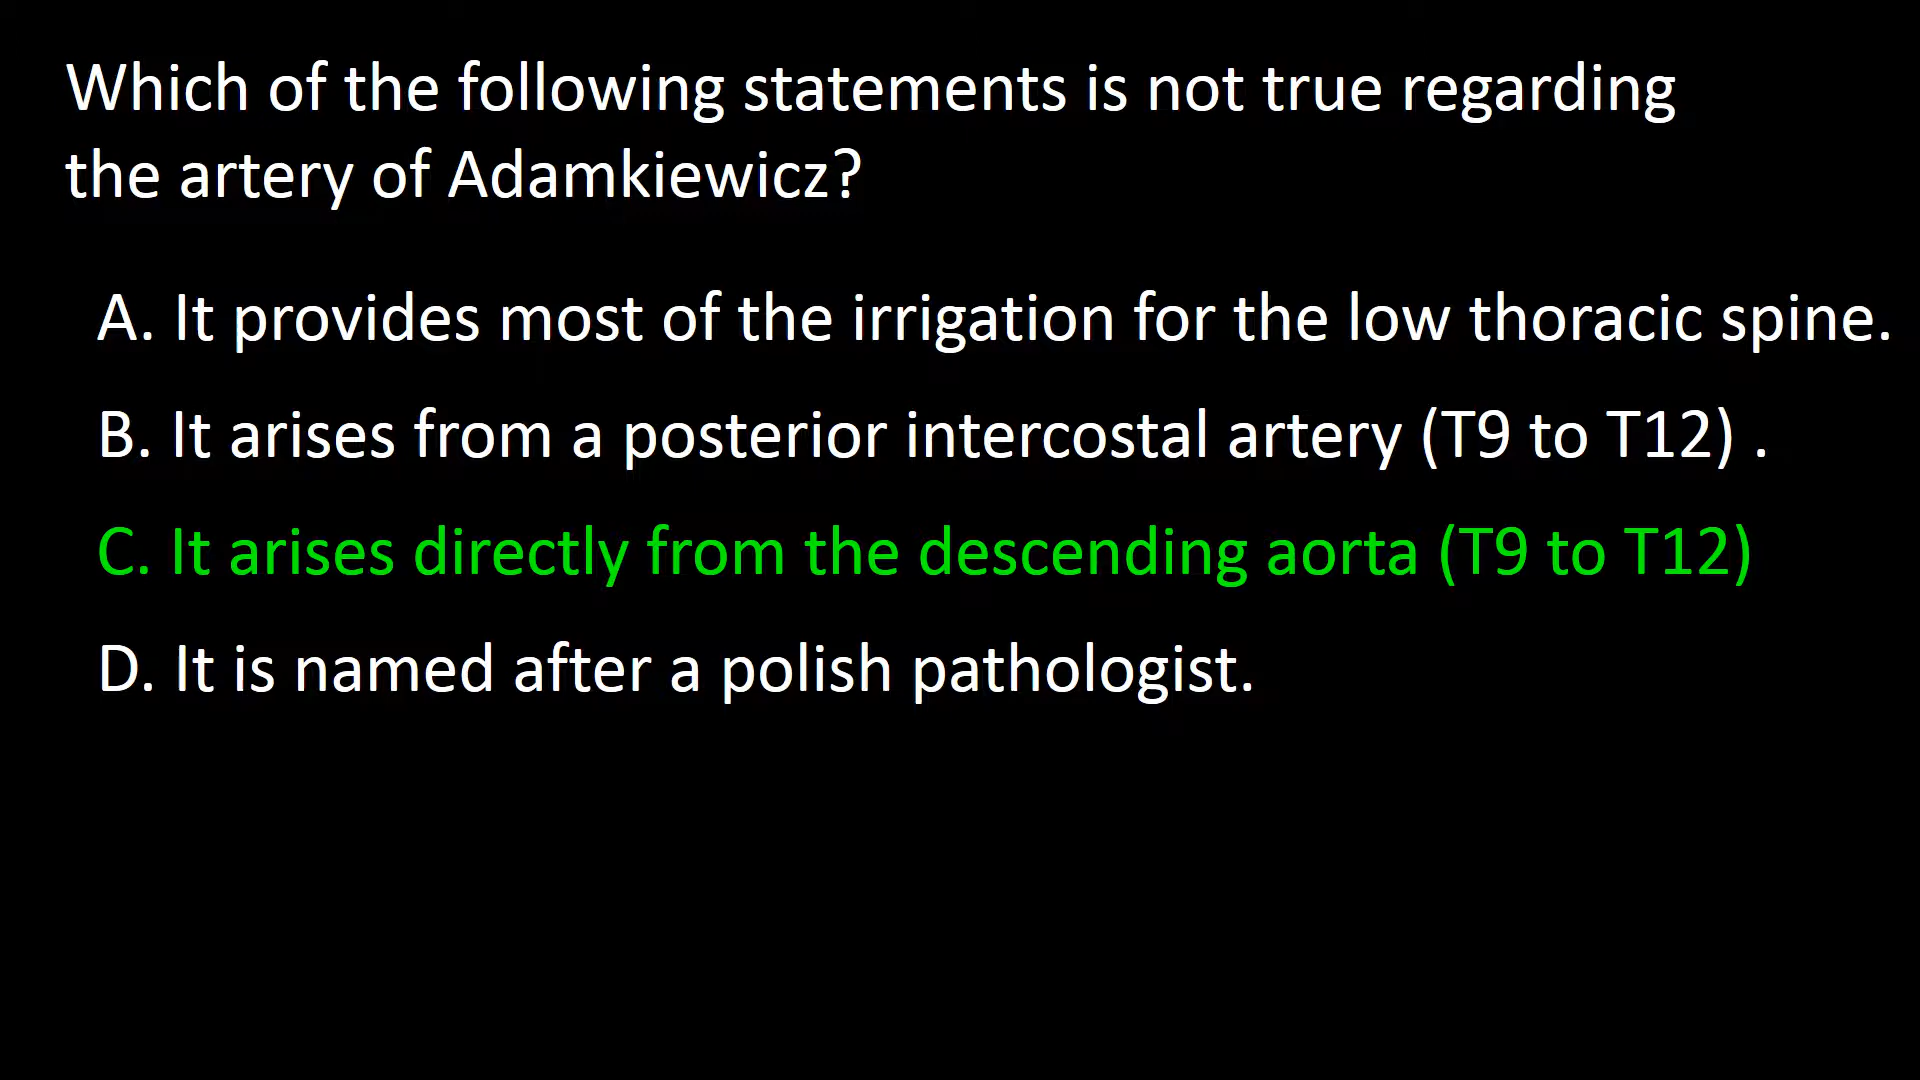 Which of the following statements is not true regarding
the artery of Adamkiewicz?
A. It provides most of the irrigation for the low thoracic spine.
B. It arises from a posterior intercostal artery (T9 to T12) .
C. It arises directly from the descending aorta (T9 to T12)
D. It is named after a polish pathologist.